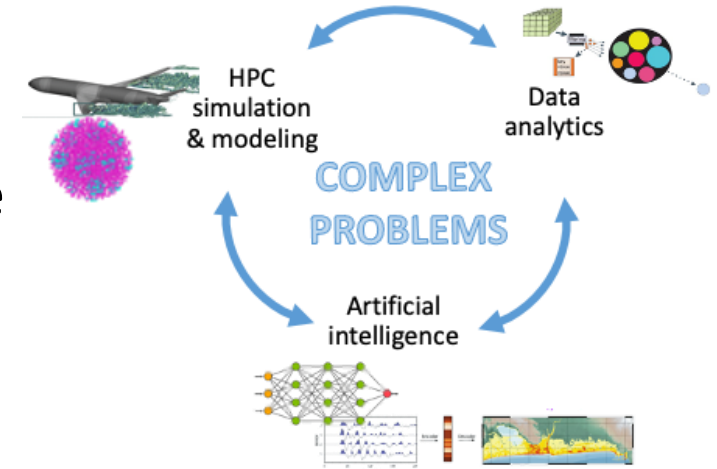 HPC
simulation
& modeling
Data
analytics
COMPLEX
PROBLEMS
e
Artificial
intelligence